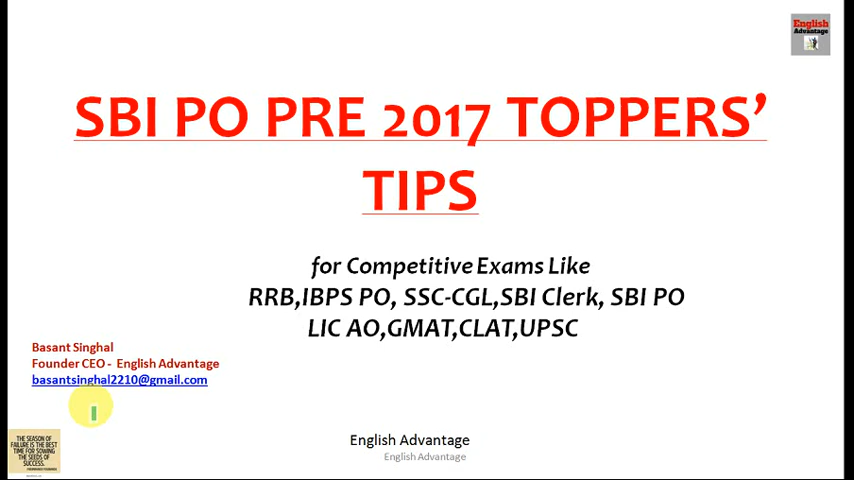 English
Advantage
SBI PO PRE 2017 TOPPERS’
TIPS
for Competitive Exams Like
RRB,IBPS PO, SSC-CGL,SBI Clerk, SBI PO
LIC AO,GMAT,CLAT,UPSC
Basant Singhal
Founder CEO - English Advantage
basantsinghal2210@gmail.com
THE SEASON OF
FAILURE IS THE BEST
TIME FOR SOWING
THE SEEDS OF
SUCCESS.
English Advantage
English Advantage